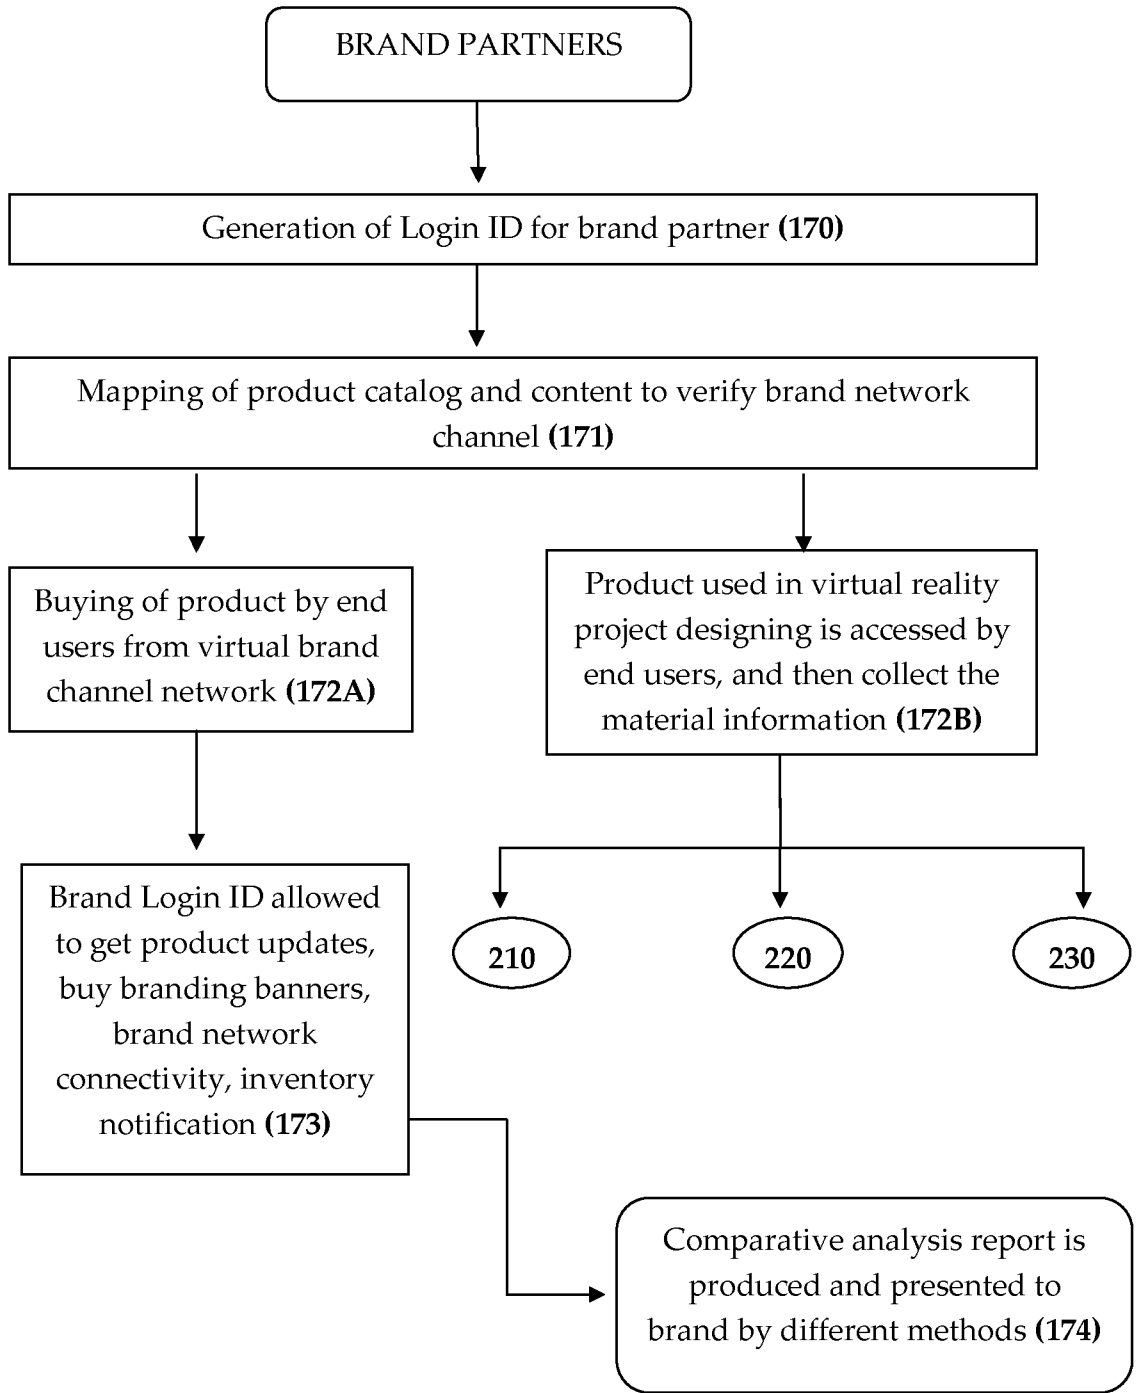 BRAND PARTNERS
Generation of Login ID for brand partner (170)
Mapping of product catalog and content to verify brand network
channel (171)
Buying of product by end
users from virtual brand
channel network (172A)
Product used in virtual reality
project designing is accessed by
end users, and then collect the
material information (172B)
Brand Login ID allowed
to get product updates,
buy branding banners,
brand network
connectivity, inventory
notification (173)
210
220
230
Comparative analysis report is
produced and presented to
brand by different methods (174)